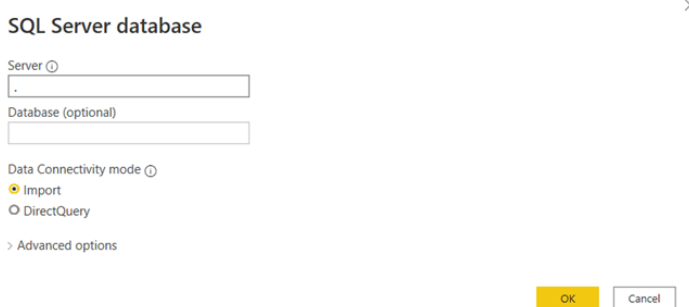 SQL Server database
Server
.
Database (optional)
Data Connectivity mode
Import
DirectQuery
Advanced options
OK Cancel